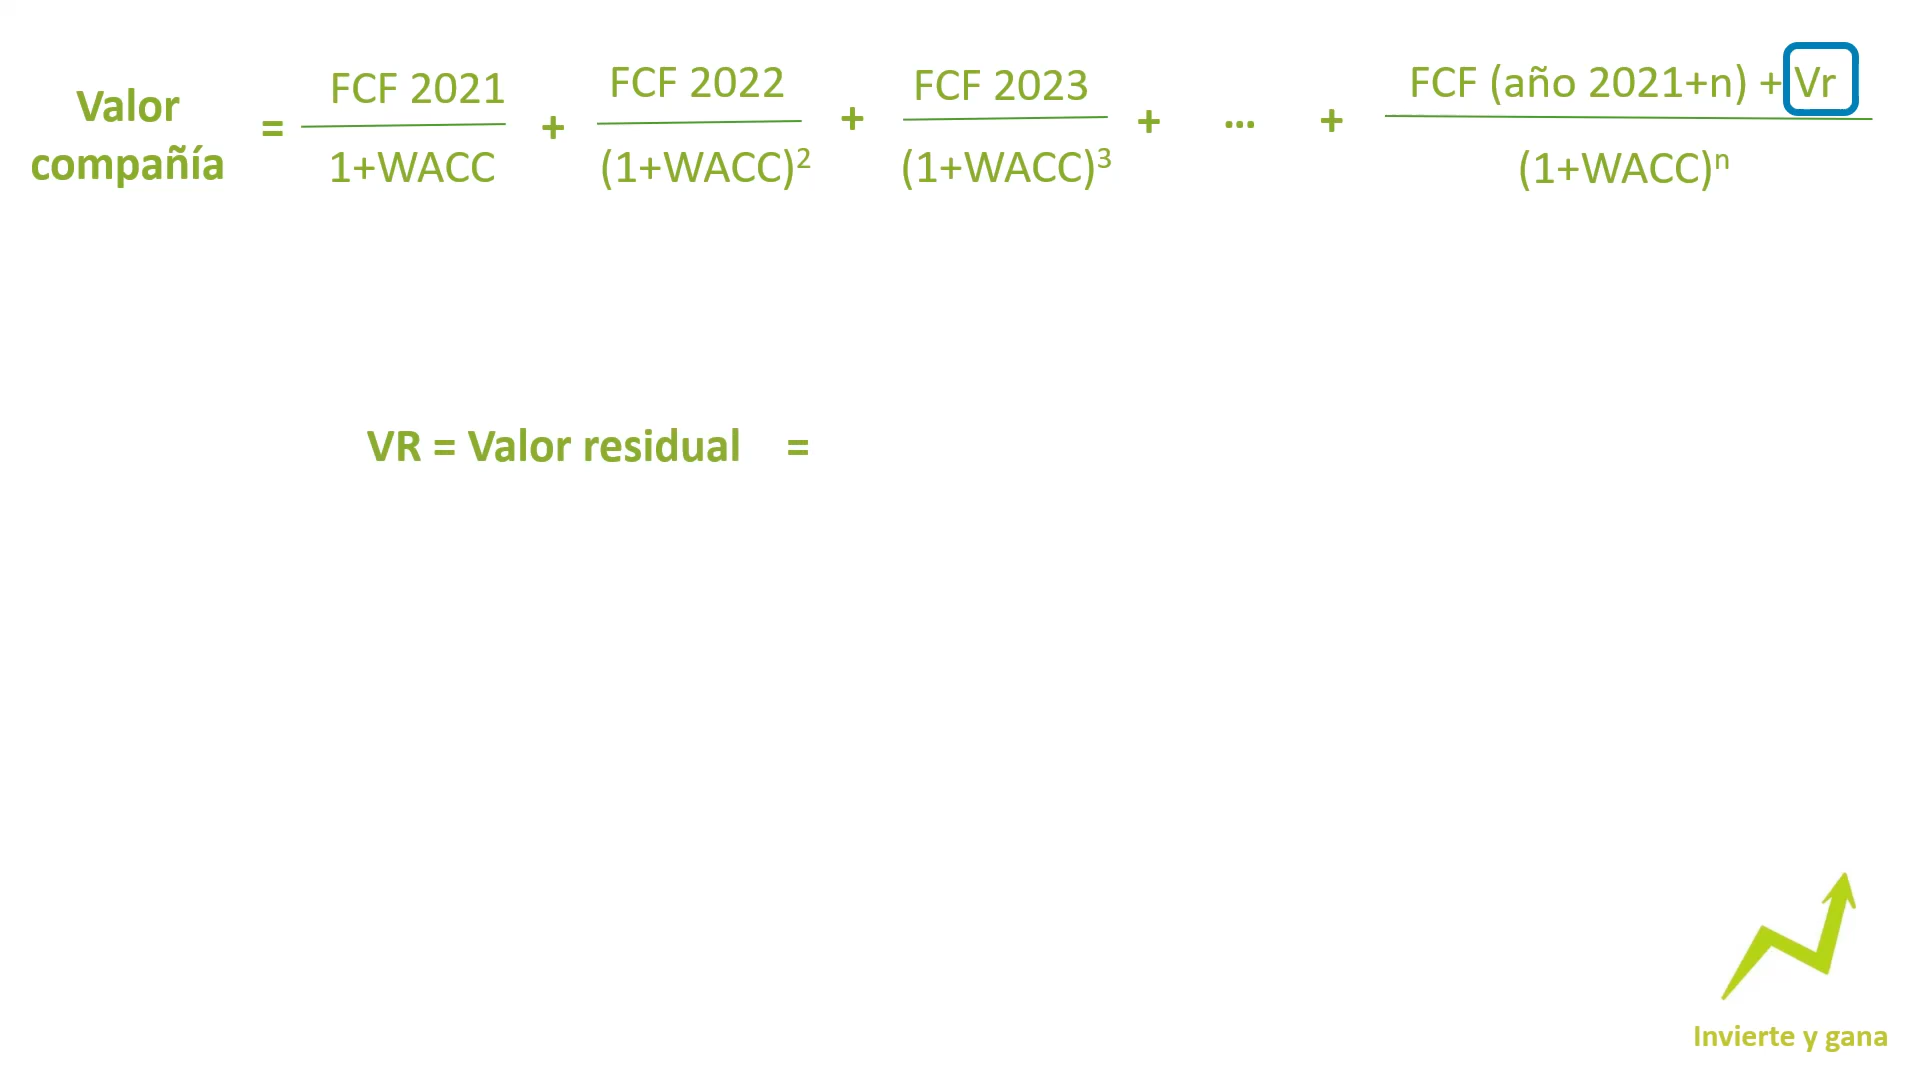 Valor compañía = FCF 2021 / 1+WACC + FCF 2022 / (1+WACC)² + FCF 2023 / (1+WACC)³ + ... + FCF (año 2021+n) + Vr / (1+WACC)ⁿ
VR = Valor residual =
Invierte y gana